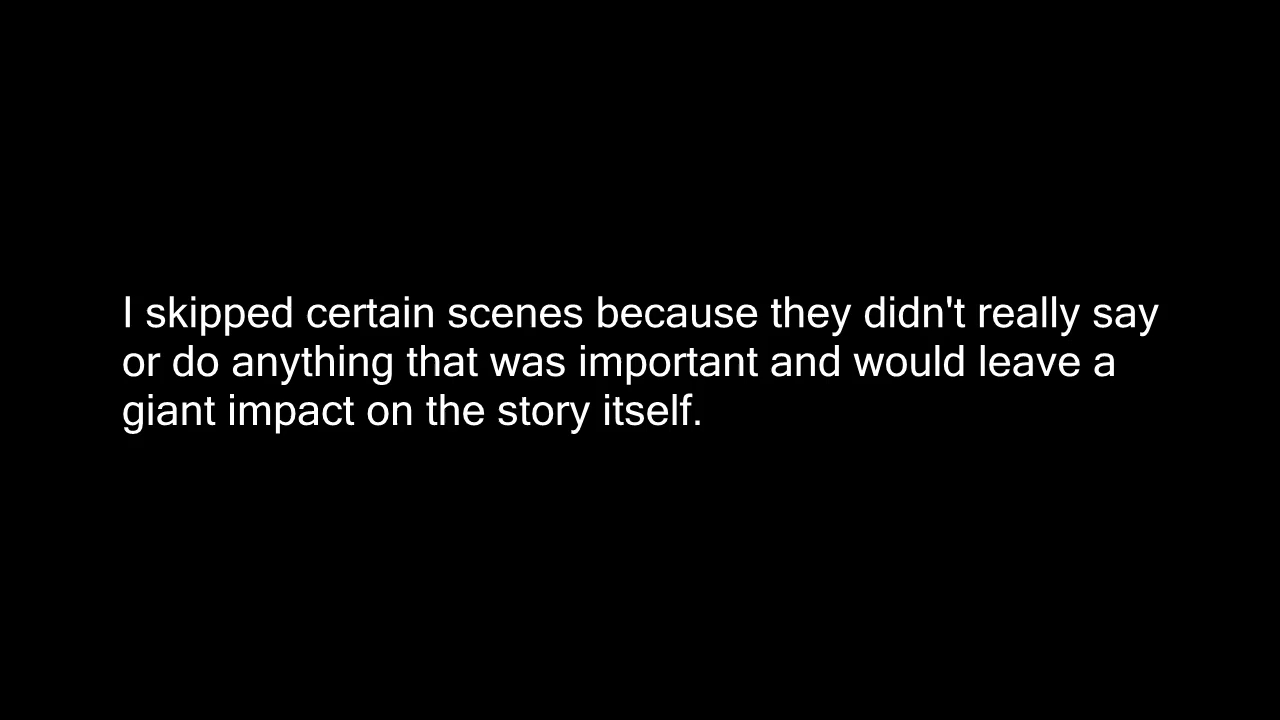 I skipped certain scenes because they didn't really say
or do anything that was important and would leave a
giant impact on the story itself.